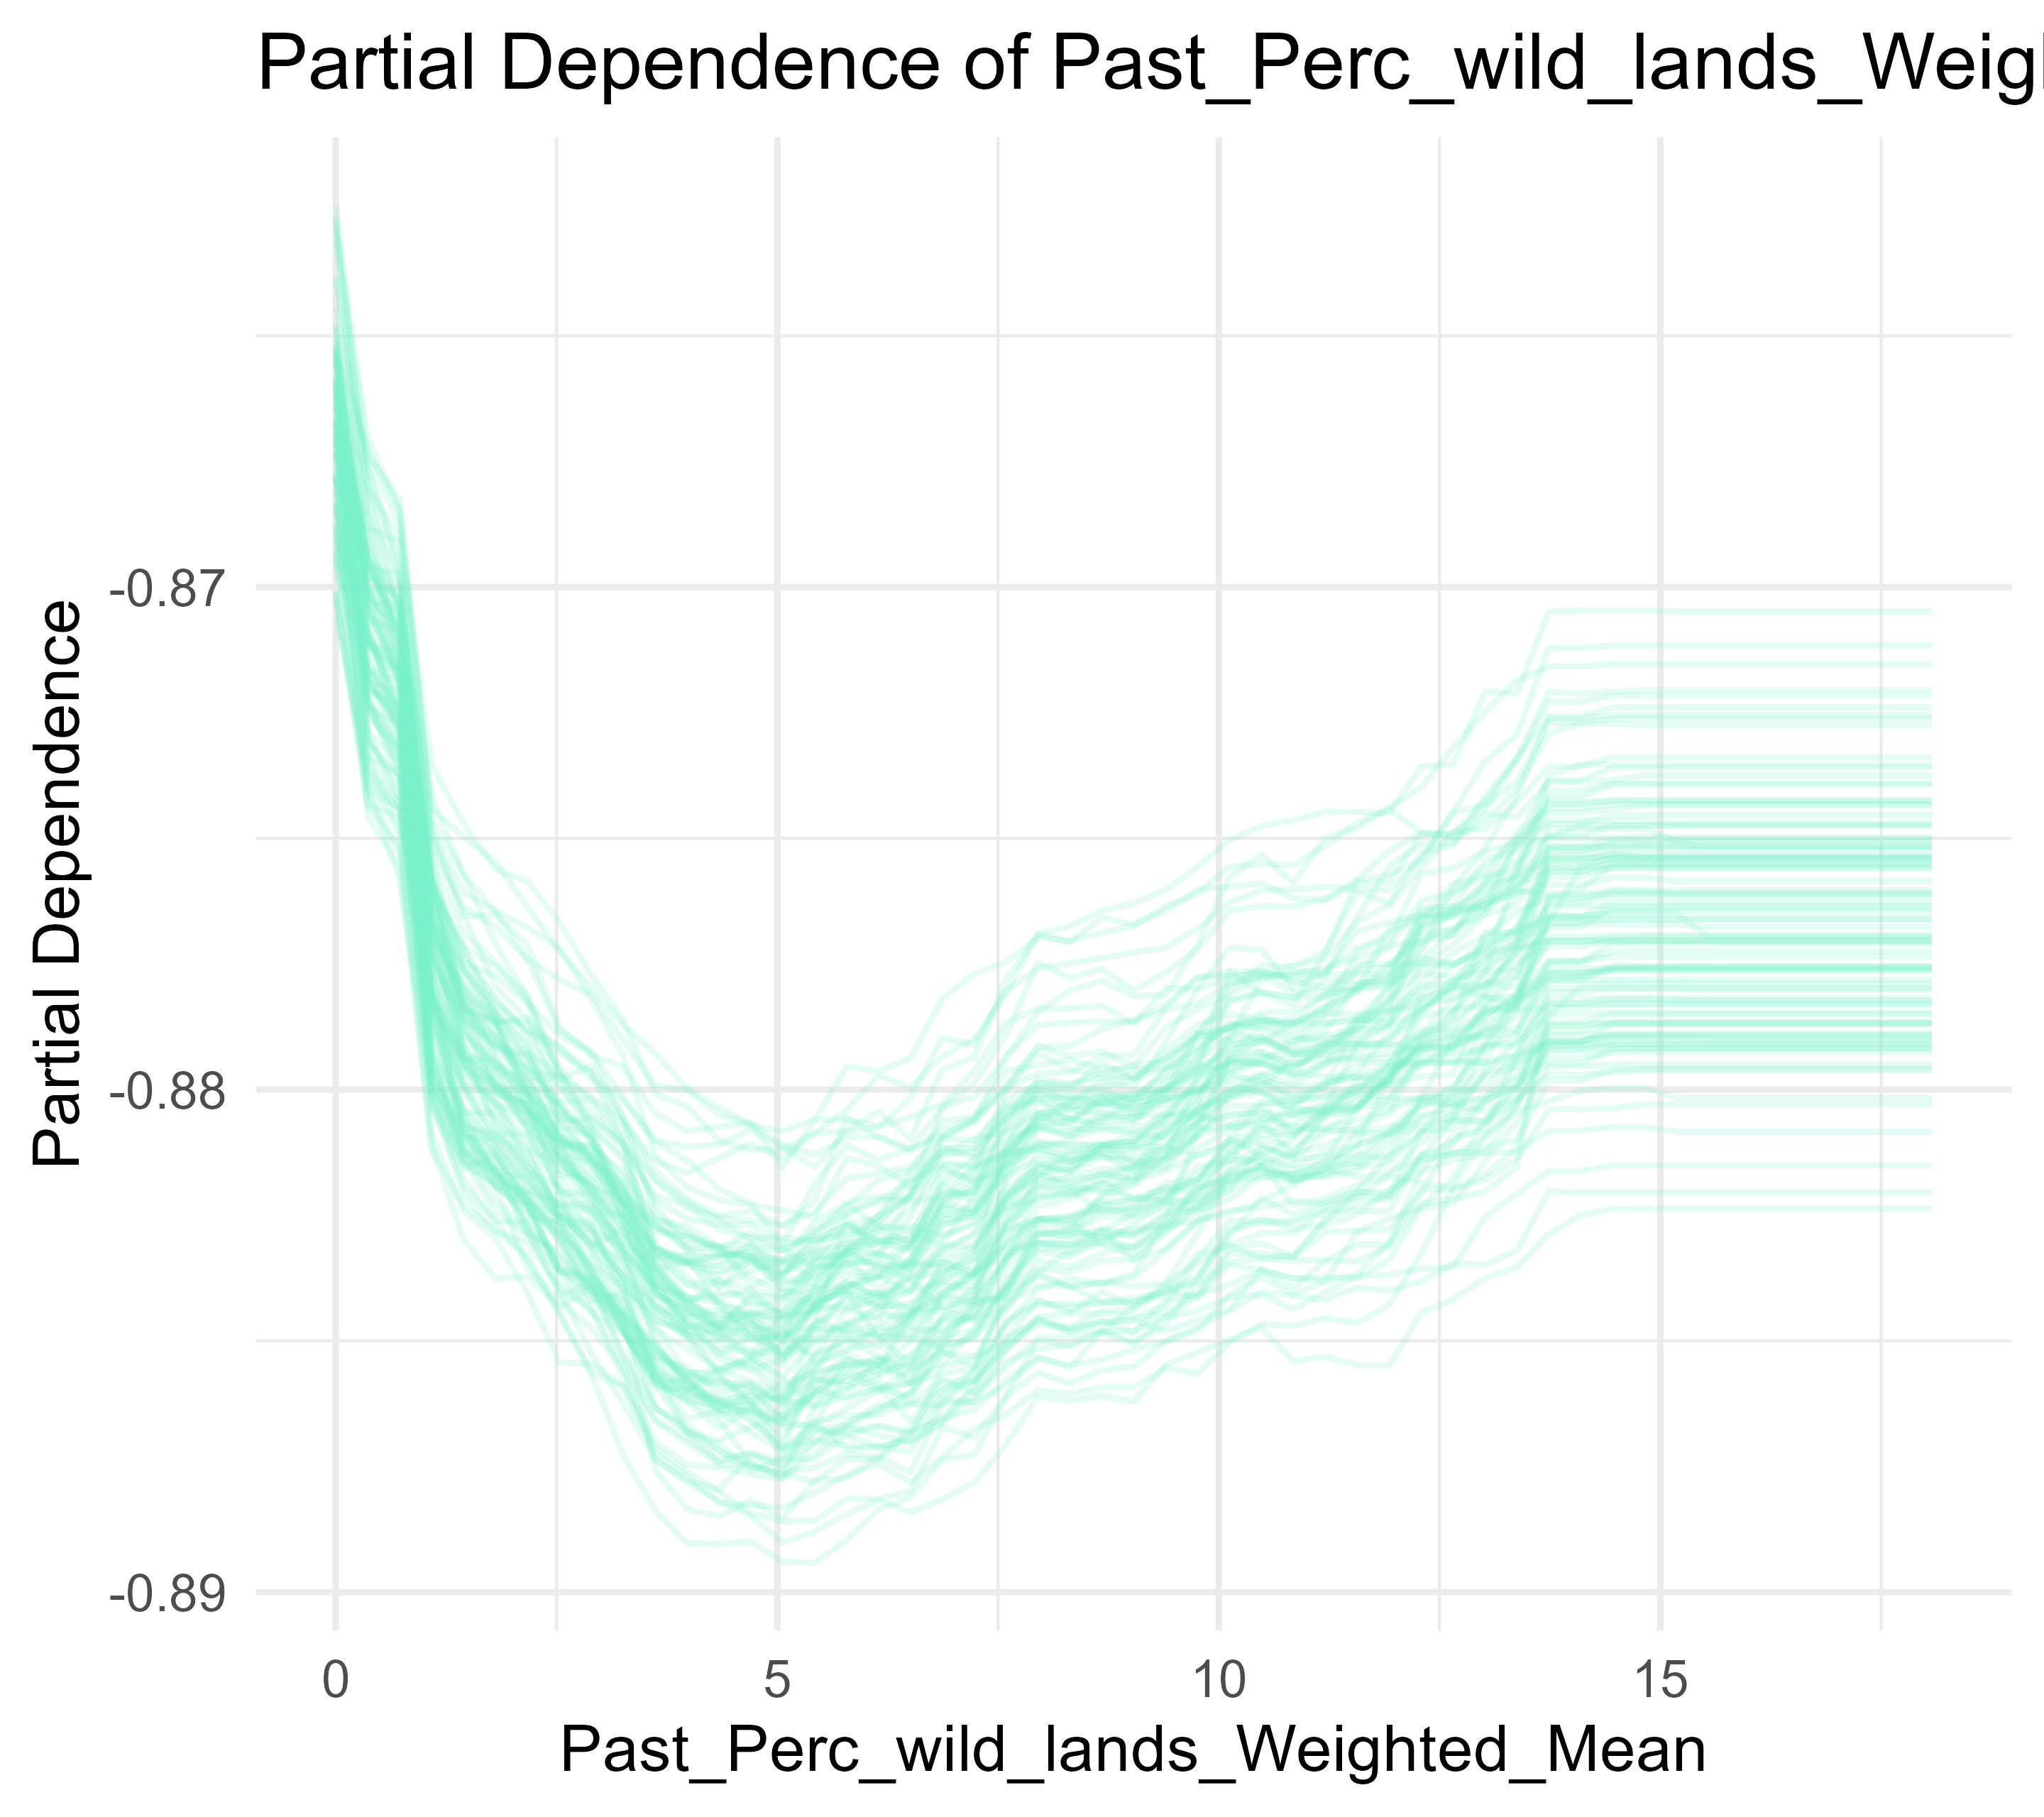 Partial Dependence of Past_Perc_wild_lands_Weig
Partial Dependence
-0.87
-0.88
-0.89
0 5 10 15
Past_Perc_wild_lands_Weighted_Mean